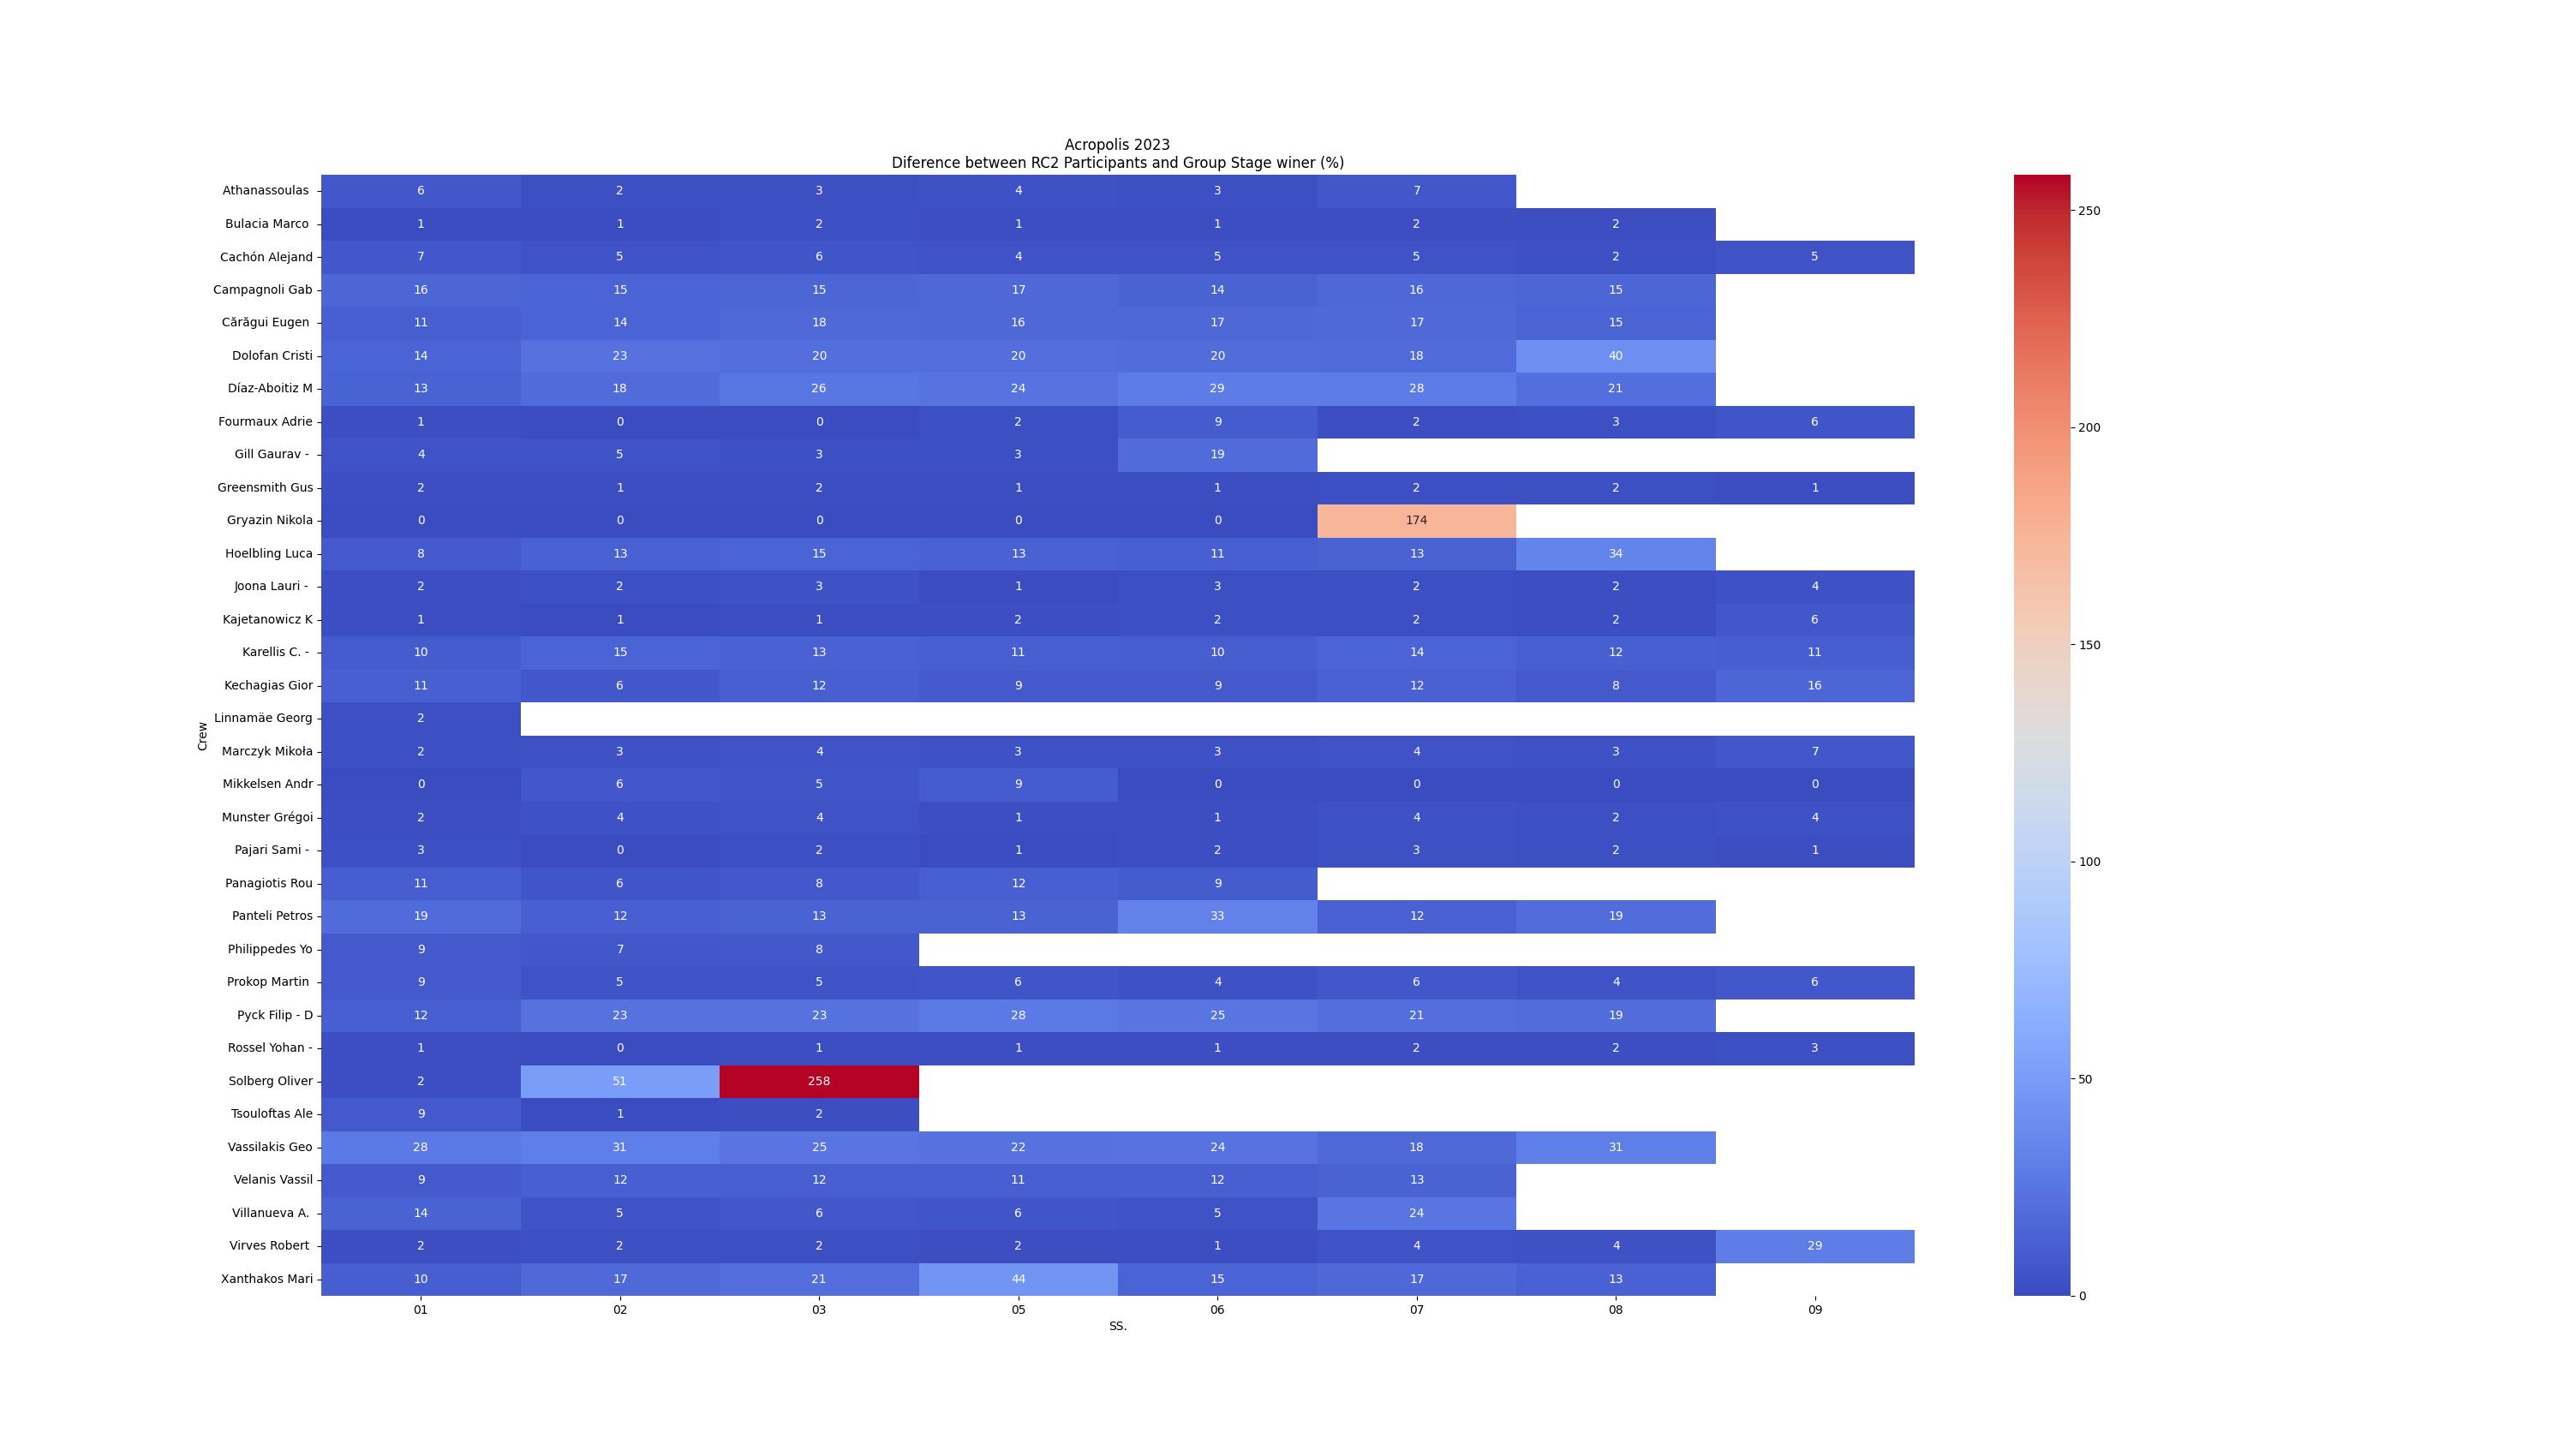 Acropolis 2023
Diference between RC2 Participants and Group Stage winer (%)
Athanassoulas - 6 2 3 4 3 7
Bulacia Marco - 1 1 2 1 1 2 2
Cachón Alejand - 7 5 6 4 5 5 2 5
Campagnoli Gab - 16 15 15 17 14 16 15
Cărăgui Eugen - 11 14 18 16 17 17 15
Dolofan Cristi - 14 23 20 20 20 18 40
Díaz-Aboitiz M - 13 18 26 24 29 28 21
Fourmaux Adrie - 1 0 0 2 9 2 3 6
Gill Gaurav - - 4 5 3 3 19
Greensmith Gus - 2 1 2 1 1 2 2 1
Gryazin Nikola - 0 0 0 0 0 174
Hoelbling Luca - 8 13 15 13 11 13 34
Joona Lauri - - 2 2 3 1 3 2 2 4
Kajetanowicz K - 1 1 1 2 2 2 2 6
Karellis C. - - 10 15 13 11 10 14 12 11
Kechagias Gior - 11 6 12 9 9 12 8 16
Linnamäe Georg - 2
Marczyk Mikoła - 2 3 4 3 3 4 3 7
Mikkelsen Andr - 0 6 5 9 0 0 0 0
Munster Grégoi - 2 4 4 1 1 4 2 4
Pajari Sami - - 3 0 2 1 2 3 2 1
Panagiotis Rou - 11 6 8 12 9
Panteli Petros - 19 12 13 13 33 12 19
Philippedes Yo - 9 7 8
Prokop Martin - 9 5 5 6 4 6 4 6
Pyck Filip - D - 12 23 23 28 25 21 19
Rossel Yohan - - 1 0 1 1 1 2 2 3
Solberg Oliver - 2 51 258
Tsouloftas Ale - 9 1 2
Vassilakis Geo - 28 31 25 22 24 18 31
Velanis Vassil - 9 12 12 11 12 13
Villanueva A. - 14 5 6 6 5 24
Virves Robert - 2 2 2 2 1 4 4 29
Xanthakos Mari - 10 17 21 44 15 17 13
01 02 03 05 06 07 08 09
SS.
Crew
250
200
150
100
50
0